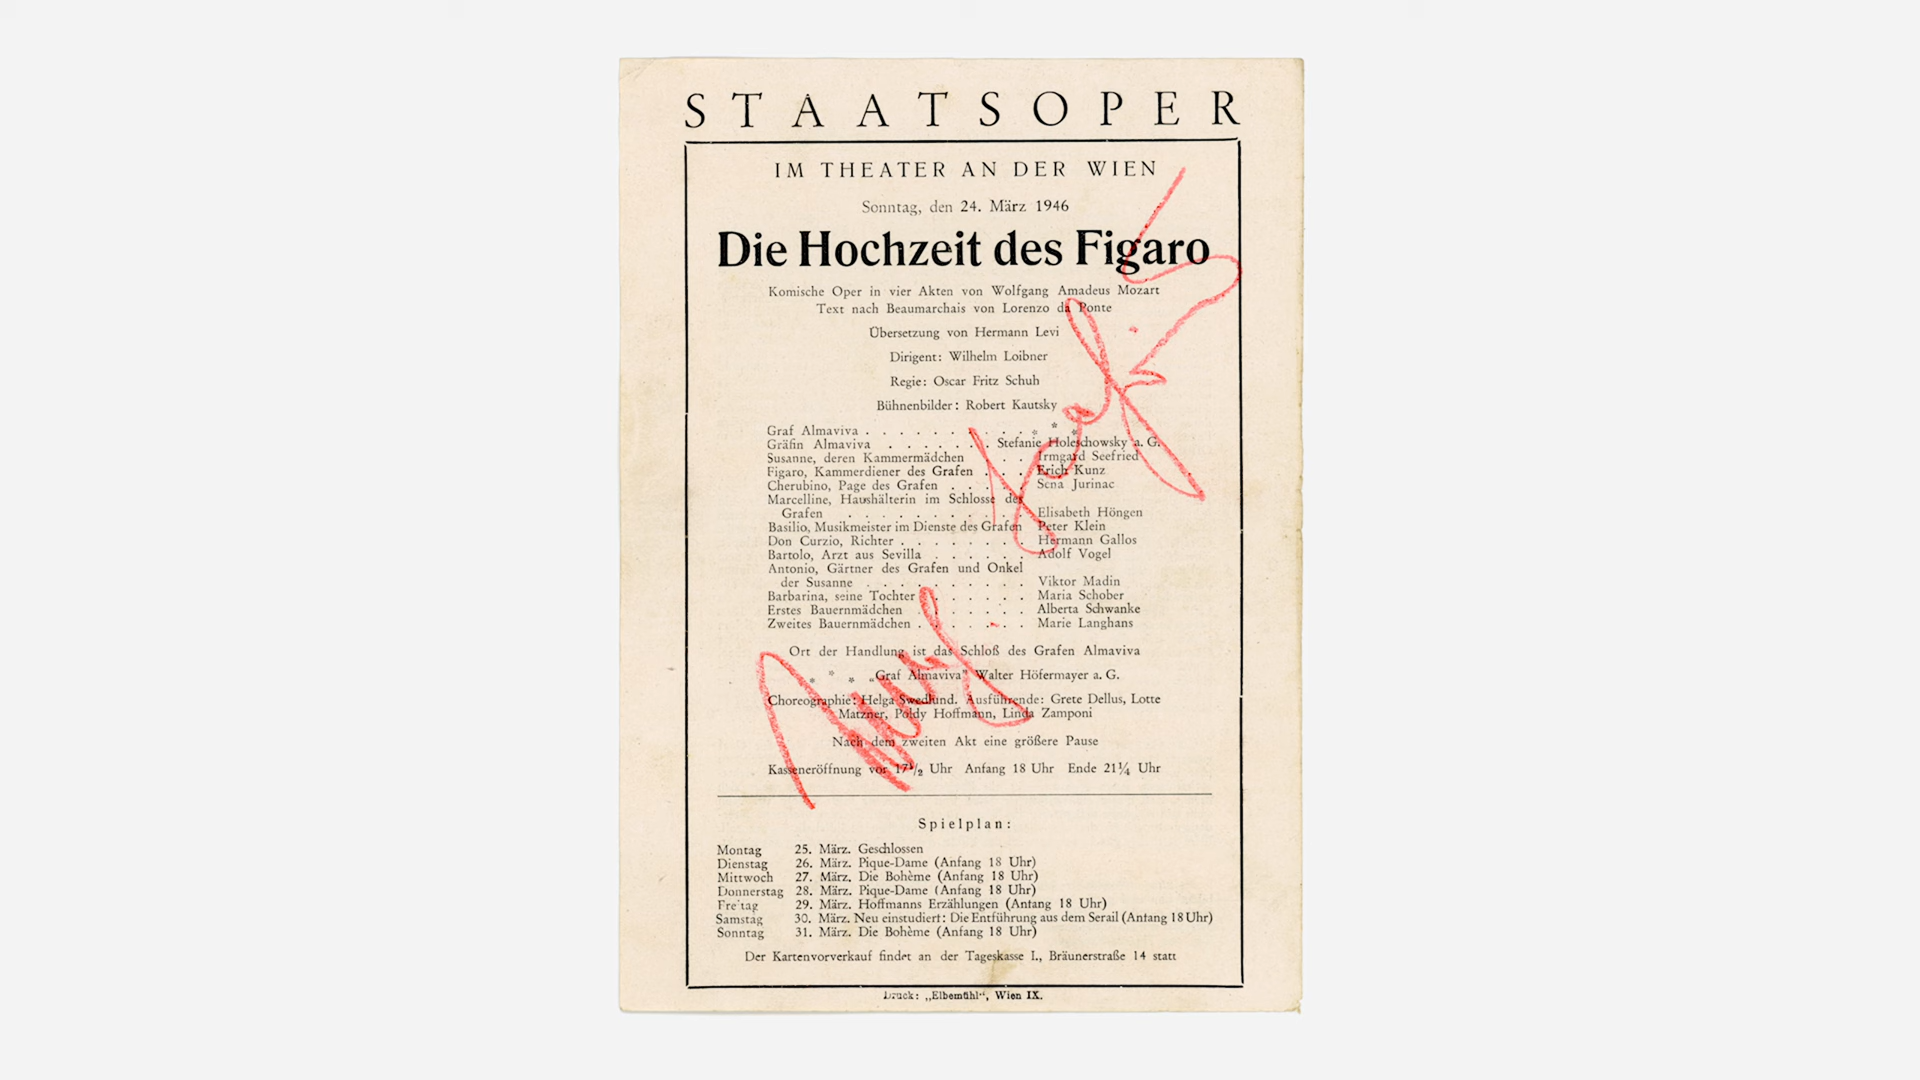 STAATSOPER
IM THEATER AN DER WIEN
Sonntag, den 24. März 1946
Die Hochzeit des Figaro
Komische Oper in vier Akten von Wolfgang Amadeus Mozart
Text nach Beaumarchais von Lorenzo da Ponte
Übersetzung von Hermann Levi
Dirigent: Wilhelm Loibner
Regie: Oscar Fritz Schuh
Bühnenbilder: Robert Kautsky
Graf Almaviva . . . . . . . . . . . * * *
Gräfin Almaviva . . . . . . . Stefanie Holeschowsky a. G.
Susanne, deren Kammermädchen . . . Irmgard Seefried
Figaro, Kammerdiener des Grafen . . . Erich Kunz
Cherubino, Page des Grafen . . . . . Sena Jurinac
Marcelline, Haushälterin im Schlosse des
Grafen . . . . . . . . . . . Elisabeth Höngen
Basilio, Musikmeister im Dienste des Grafen Peter Klein
Don Curzio, Richter . . . . . . . . Hermann Gallos
Bartolo, Arzt aus Sevilla . . . . . . Adolf Vogel
Antonio, Gärtner des Grafen und Onkel
der Susanne . . . . . . . . . . Viktor Madin
Barbarina, seine Tochter . . . . . . Maria Schober
Erstes Bauernmädchen . . . . . . . Alberta Schwanke
Zweites Bauernmädchen . . . . . . . Marie Langhans
Ort der Handlung ist das Schloß des Grafen Almaviva
* * * „Graf Almaviva" Walter Höfermayer a. G.
Choreographie: Helga Swedlund. Ausführende: Grete Dellus, Lotte
Matzner, Poldy Hoffmann, Linda Zamponi
Nach dem zweiten Akt eine größere Pause
Kasseneröffnung vor 17½ Uhr Anfang 18 Uhr Ende 21¼ Uhr
Spielplan:
Montag 25. März. Geschlossen
Dienstag 26. März. Pique-Dame (Anfang 18 Uhr)
Mittwoch 27. März. Die Bohème (Anfang 18 Uhr)
Donnerstag 28. März. Pique-Dame (Anfang 18 Uhr)
Freitag 29. März. Hoffmanns Erzählungen (Anfang 18 Uhr)
Samstag 30. März. Neu einstudiert: Die Entführung aus dem Serail (Anfang 18 Uhr)
Sonntag 31. März. Die Bohème (Anfang 18 Uhr)
Der Kartenvorverkauf findet an der Tageskasse I., Bräunerstraße 14 statt
Druck: „Elbemühl“, Wien IX.